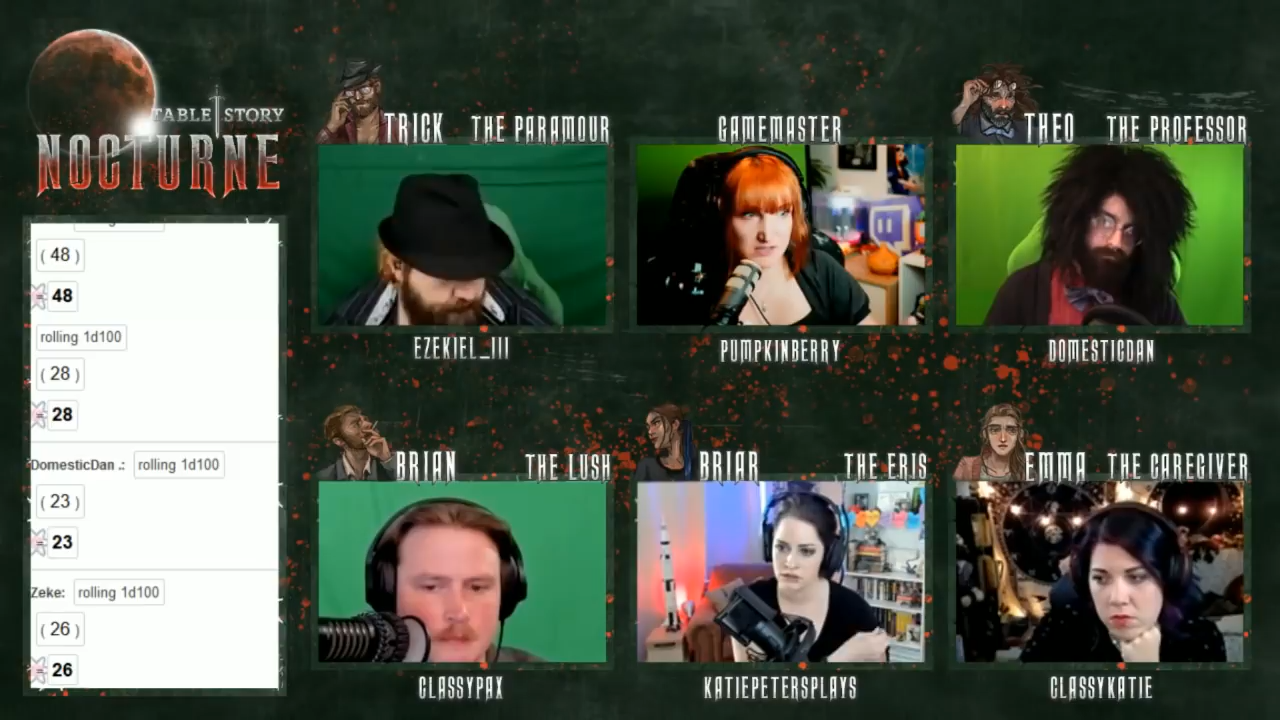 TABLE STORY
NOCTURNE
( 48 )
48
rolling 1d100
( 28 )
28
DomesticDan .: rolling 1d100
( 23 )
23
Zeke: rolling 1d100
( 26 )
26
TRICK THE PARAMOUR
EZEKIEL_III
GAMEMASTER
PUMPKINBERRY
THEO THE PROFESSOR
DOMESTICDAN
BRIAN THE LUSH
CLASSYPAX
BRIAR THE ERIS
KATIEPETERSPLAYS
EMMA THE CAREGIVER
CLASSYKATIE